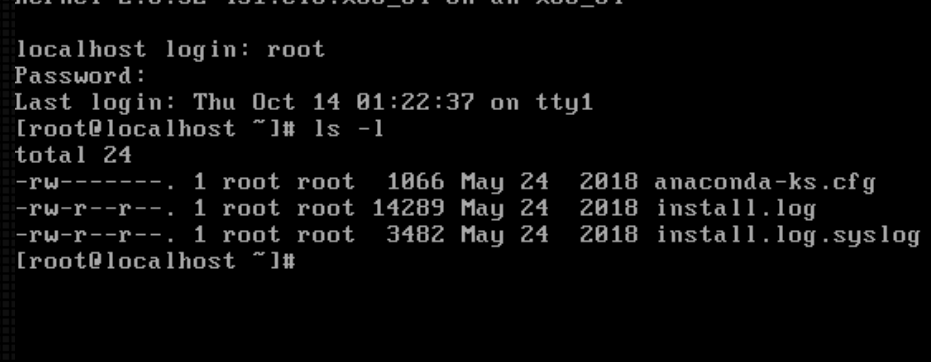 localhost login: root
Password:
Last login: Thu Oct 14 01:22:37 on tty1
[root@localhost ~]# ls -l
total 24
-rw-------. 1 root root  1066 May 24  2018 anaconda-ks.cfg
-rw-r--r--. 1 root root 14289 May 24  2018 install.log
-rw-r--r--. 1 root root  3482 May 24  2018 install.log.syslog
[root@localhost ~]#